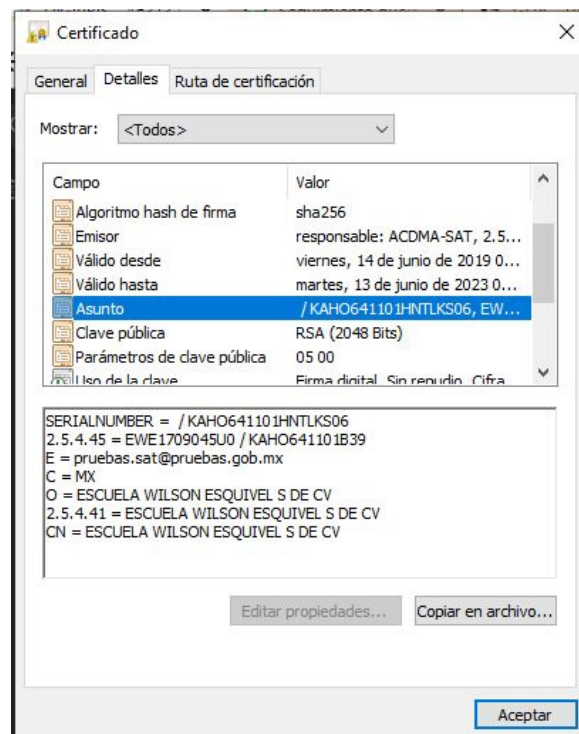 Certificado
General Detalles Ruta de certificación
Mostrar: <Todos>
Campo Valor
Algoritmo hash de firma sha256
Emisor responsable: ACDMA-SAT, 2.5...
Válido desde viernes, 14 de junio de 2019 0...
Válido hasta martes, 13 de junio de 2023 0...
Asunto / KAHO641101HNTLKS06, EW...
Clave pública RSA (2048 Bits)
Parámetros de clave pública 05 00
Uso de la clave Firma digital, Sin repudio, Cifra
SERIALNUMBER = / KAHO641101HNTLKS06
2.5.4.45 = EWE1709045U0 / KAHO641101B39
E = pruebas.sat@pruebas.gob.mx
C = MX
O = ESCUELA WILSON ESQUIVEL S DE CV
2.5.4.41 = ESCUELA WILSON ESQUIVEL S DE CV
CN = ESCUELA WILSON ESQUIVEL S DE CV
Editar propiedades... Copiar en archivo...
Aceptar